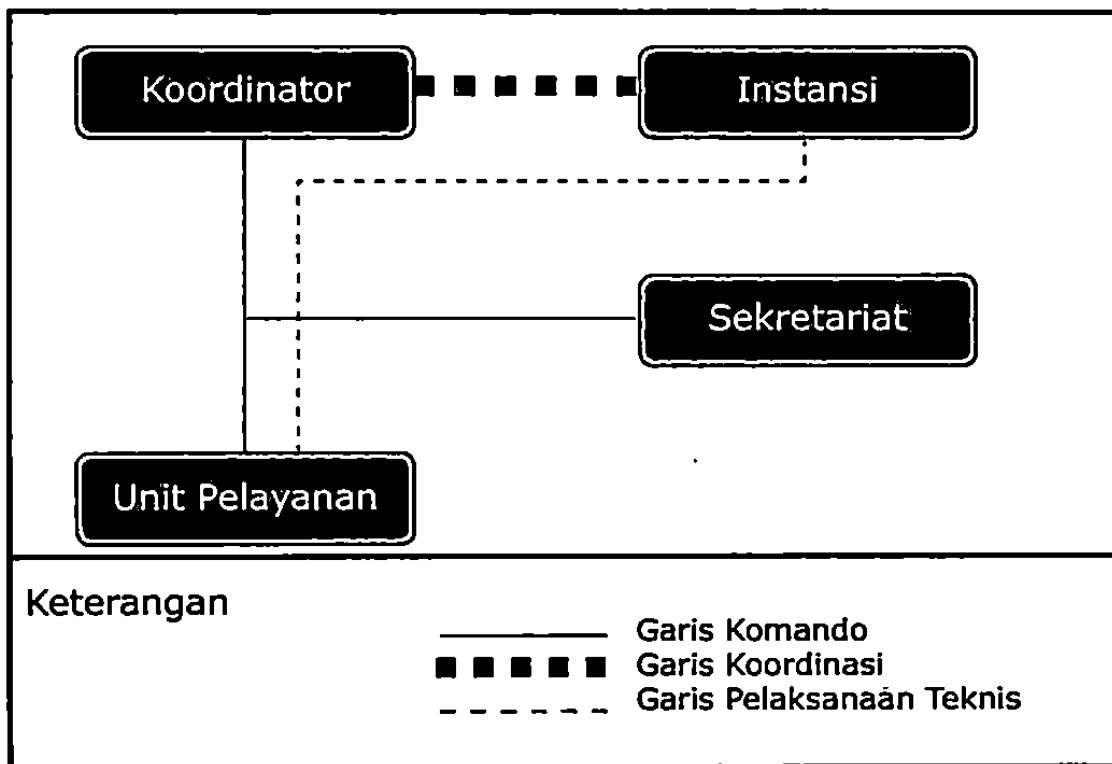 Koordinator
Instansi
Sekretariat
Unit Pelayanan
Keterangan
Garis Komando
Garis Koordinasi
Garis Pelaksanaan Teknis